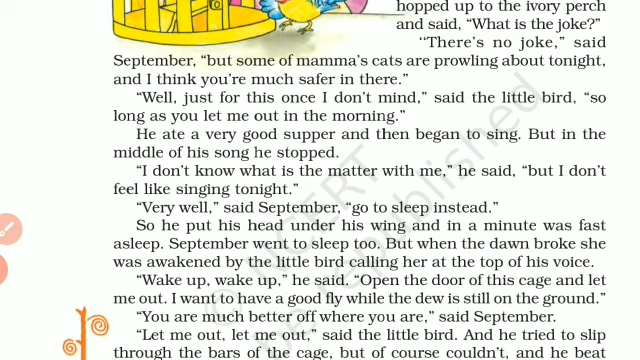 hopped up to the ivory perch
and said, “What is the joke?”
“There's no joke,” said
September, “but some of mamma's cats are prowling about tonight,
and I think you're much safer in there.”
“Well, just for this once I don't mind,” said the little bird, “so
long as you let me out in the morning.”
He ate a very good supper and then began to sing. But in the
middle of his song he stopped.
“I don't know what is the matter with me,” he said, “but I don't
feel like singing tonight.”
“Very well,” said September, “go to sleep instead.”
So he put his head under his wing and in a minute was fast
asleep. September went to sleep too. But when the dawn broke she
was awakened by the little bird calling her at the top of his voice.
“Wake up, wake up,” he said. “Open the door of this cage and let
me out. I want to have a good fly while the dew is still on the ground.”
“You are much better off where you are,” said September.
“Let me out, let me out,” said the little bird. And he tried to slip
through the bars of the cage, but of course couldn't, and he beat
© NCERT
be republished